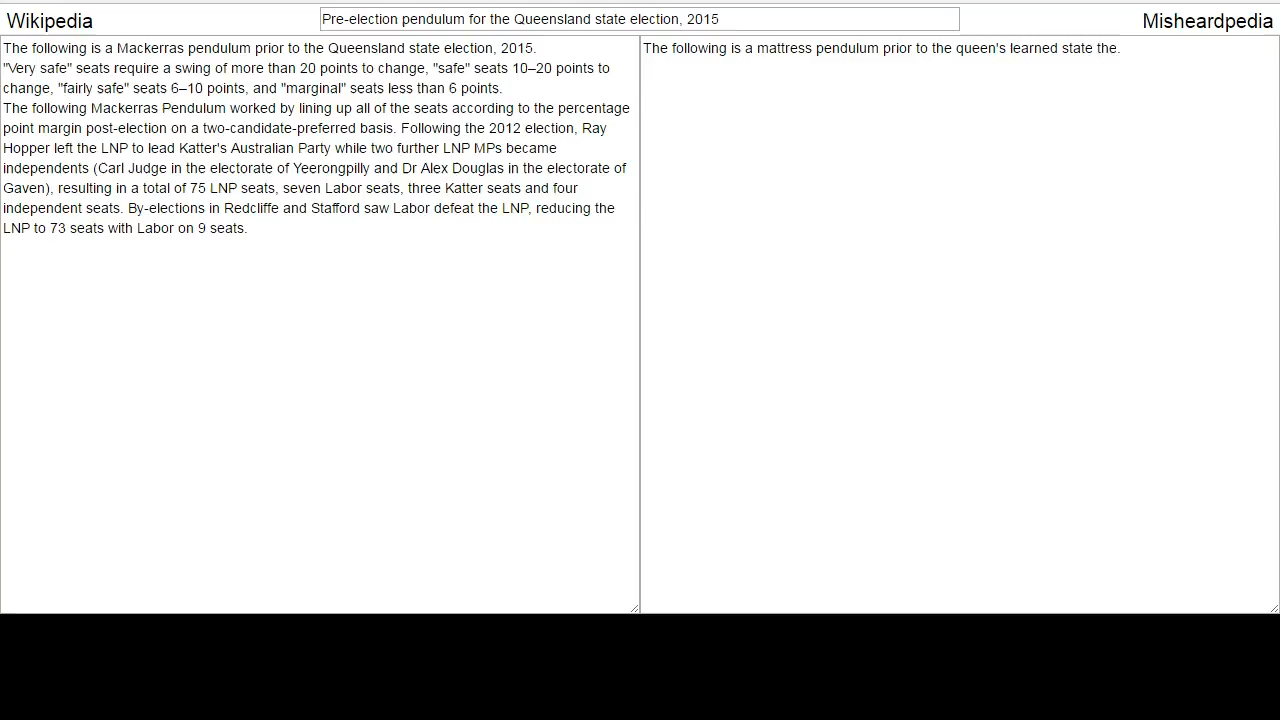 Wikipedia
Pre-election pendulum for the Queensland state election, 2015
Misheardpedia
The following is a Mackerras pendulum prior to the Queensland state election, 2015.
"Very safe" seats require a swing of more than 20 points to change, "safe" seats 10–20 points to
change, "fairly safe" seats 6–10 points, and "marginal" seats less than 6 points.
The following Mackerras Pendulum worked by lining up all of the seats according to the percentage
point margin post-election on a two-candidate-preferred basis. Following the 2012 election, Ray
Hopper left the LNP to lead Katter's Australian Party while two further LNP MPs became
independents (Carl Judge in the electorate of Yeerongpilly and Dr Alex Douglas in the electorate of
Gaven), resulting in a total of 75 LNP seats, seven Labor seats, three Katter seats and four
independent seats. By-elections in Redcliffe and Stafford saw Labor defeat the LNP, reducing the
LNP to 73 seats with Labor on 9 seats.
The following is a mattress pendulum prior to the queen's learned state the.